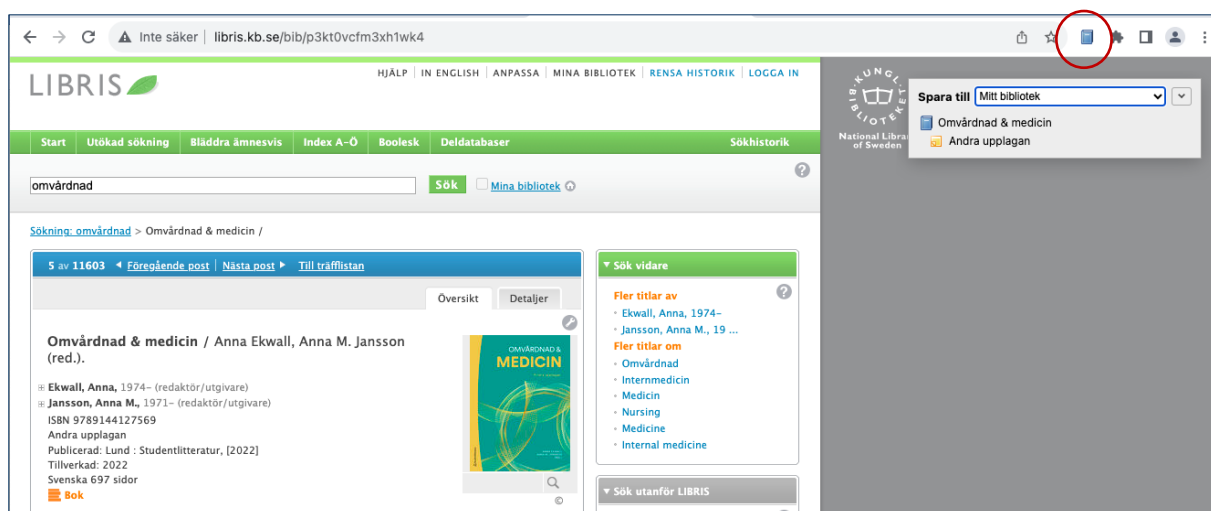 Inte säker | libris.kb.se/bib/p3kt0vcfm3xh1wk4
LIBRIS
HJÄLP | IN ENGLISH | ANPASSA | MINA BIBLIOTEK | RENSA HISTORIK | LOGGA IN
KUNGL. BIBLIOTEKET
National Librar
of Sweden
Spara till Mitt bibliotek
Omvårdnad & medicin
Andra upplagan
Start Utökad sökning Bläddra ämnesvis Index A-Ö Boolesk Deldatabaser Sökhistorik
omvårdnad Sök Mina bibliotek
Sökning: omvårdnad > Omvårdnad & medicin /
5 av 11603 Föregående post | Nästa post Till träfflistan
Översikt Detaljer
Omvårdnad & medicin / Anna Ekwall, Anna M. Jansson
(red.).
Ekwall, Anna, 1974- (redaktör/utgivare)
Jansson, Anna M., 1971- (redaktör/utgivare)
ISBN 9789144127569
Andra upplagan
Publicerad: Lund : Studentlitteratur, [2022]
Tillverkad: 2022
Svenska 697 sidor
Bok
OMVÅRDNAD &
MEDICIN
©
Sök vidare
Fler titlar av
Ekwall, Anna, 1974-
Jansson, Anna M., 19 ...
Fler titlar om
Omvårdnad
Internmedicin
Medicin
Nursing
Medicine
Internal medicine
Sök utanför LIBRIS